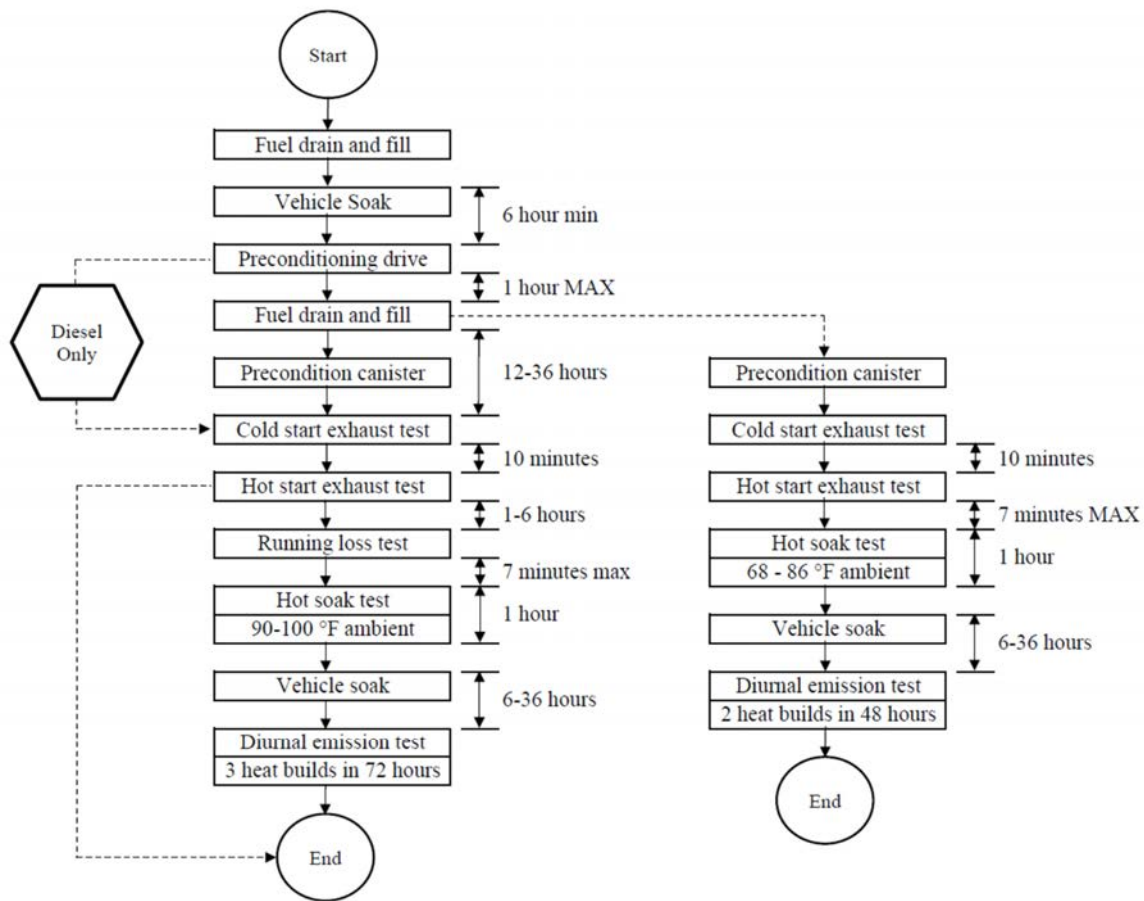 Start
Fuel drain and fill
Vehicle Soak
6 hour min
Preconditioning drive
1 hour MAX
Diesel
Only
Fuel drain and fill
12-36 hours
Precondition canister
Cold start exhaust test
10 minutes
Hot start exhaust test
1-6 hours
Running loss test
7 minutes max
Hot soak test
90-100 °F ambient
1 hour
Vehicle soak
6-36 hours
Diurnal emission test
3 heat builds in 72 hours
End
Precondition canister
Cold start exhaust test
10 minutes
Hot start exhaust test
7 minutes MAX
Hot soak test
68 - 86 °F ambient
1 hour
Vehicle soak
6-36 hours
Diurnal emission test
2 heat builds in 48 hours
End